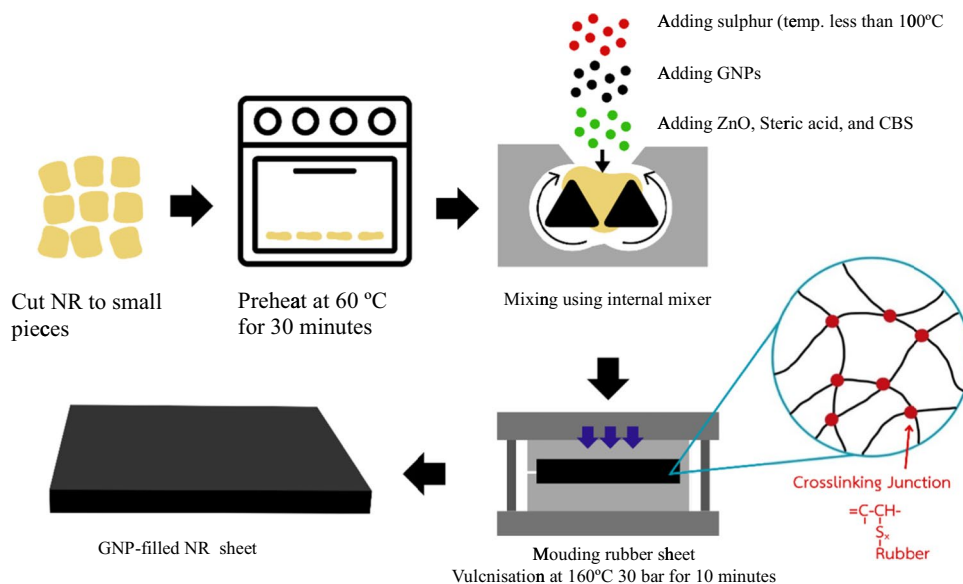 Adding sulphur (temp. less than 100ºC
Adding GNPs
Adding ZnO, Steric acid, and CBS
Cut NR to small
pieces
Preheat at 60 ºC
for 30 minutes
Mixing using internal mixer
Crosslinking Junction
=C-CH-
Sₓ
Rubber
GNP-filled NR sheet
Mouding rubber sheet
Vulcnisation at 160ºC 30 bar for 10 minutes